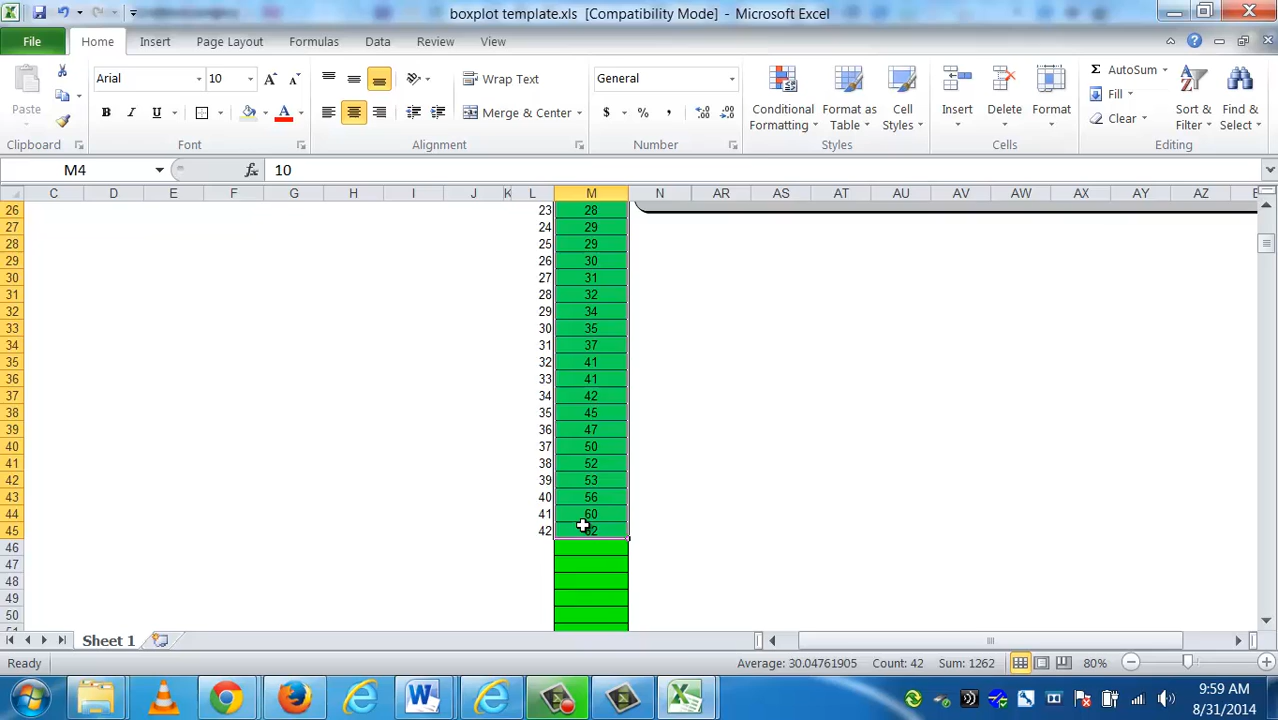 boxplot template.xls [Compatibility Mode] - Microsoft Excel
File Home Insert Page Layout Formulas Data Review View
Paste
Arial 10
B I U A
Wrap Text
Merge & Center
General
$ % ,
Conditional Formatting
Format as Table
Cell Styles
Insert Delete Format
AutoSum
Fill
Clear
Sort & Filter
Find & Select
Clipboard Font Alignment Number Styles Cells Editing
M4 fx 10
C D E F G H I J K L M N AR AS AT AU AV AW AX AY AZ
26 23 28
27 24 29
28 25 29
29 26 30
30 27 31
31 28 32
32 29 34
33 30 35
34 31 37
35 32 41
36 33 41
37 34 42
38 35 45
39 36 47
40 37 50
41 38 52
42 39 53
43 40 56
44 41 60
45 42
46
47
48
49
50
Sheet 1
Ready Average: 30.04761905 Count: 42 Sum: 1262 80%
9:59 AM
8/31/2014